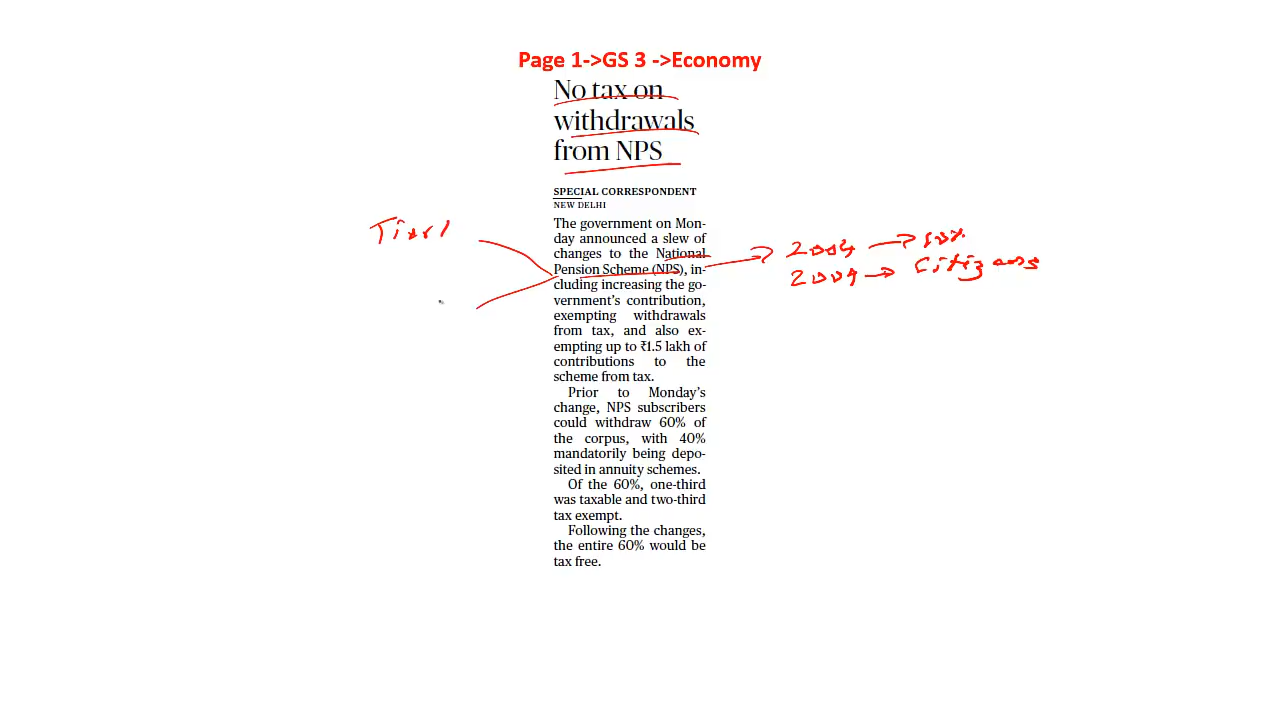 Page 1->GS 3 ->Economy
No tax on
withdrawals
from NPS
SPECIAL CORRESPONDENT
NEW DELHI
The government on Mon-
day announced a slew of
changes to the National
Pension Scheme (NPS), in-
cluding increasing the go-
vernment's contribution,
exempting withdrawals
from tax, and also ex-
empting up to ₹1.5 lakh of
contributions to the
scheme from tax.
Prior to Monday's
change, NPS subscribers
could withdraw 60% of
the corpus, with 40%
mandatorily being depo-
sited in annuity schemes.
Of the 60%, one-third
was taxable and two-third
tax exempt.
Following the changes,
the entire 60% would be
tax free.
Tier 1
2004
2009 → Citizens